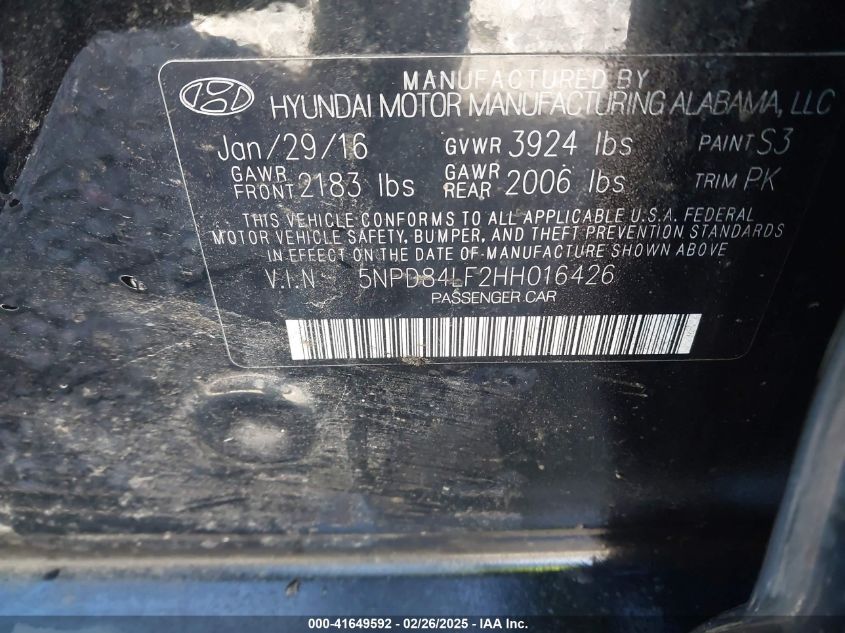 MANUFACTURED BY
HYUNDAI MOTOR MANUFACTURING ALABAMA, LLC
Jan/29/16 GVWR 3924 lbs PAINT S3
GAWR FRONT 2183 lbs GAWR REAR 2006 lbs TRIM PK
THIS VEHICLE CONFORMS TO ALL APPLICABLE U.S.A. FEDERAL
MOTOR VEHICLE SAFETY, BUMPER, AND THEFT PREVENTION STANDARDS
IN EFFECT ON THE DATE OF MANUFACTURE SHOWN ABOVE
V.I.N 5NPD84LF2HH016426
PASSENGER CAR
000-41649592 - 02/26/2025 - IAA Inc.